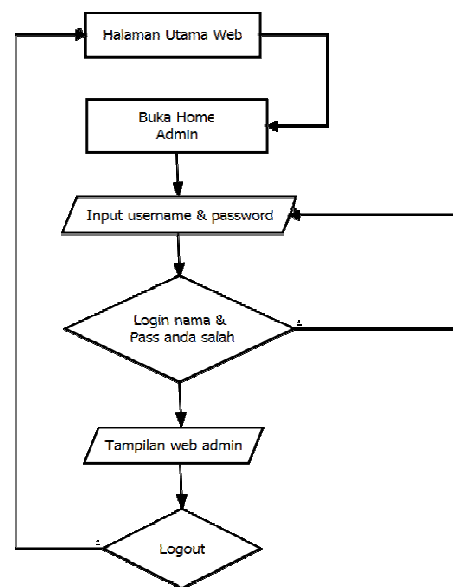 Halaman Utama Web
Buka Home
Admin
Input username & password
Login nama &
Pass anda salah
Tampilan web admin
Logout